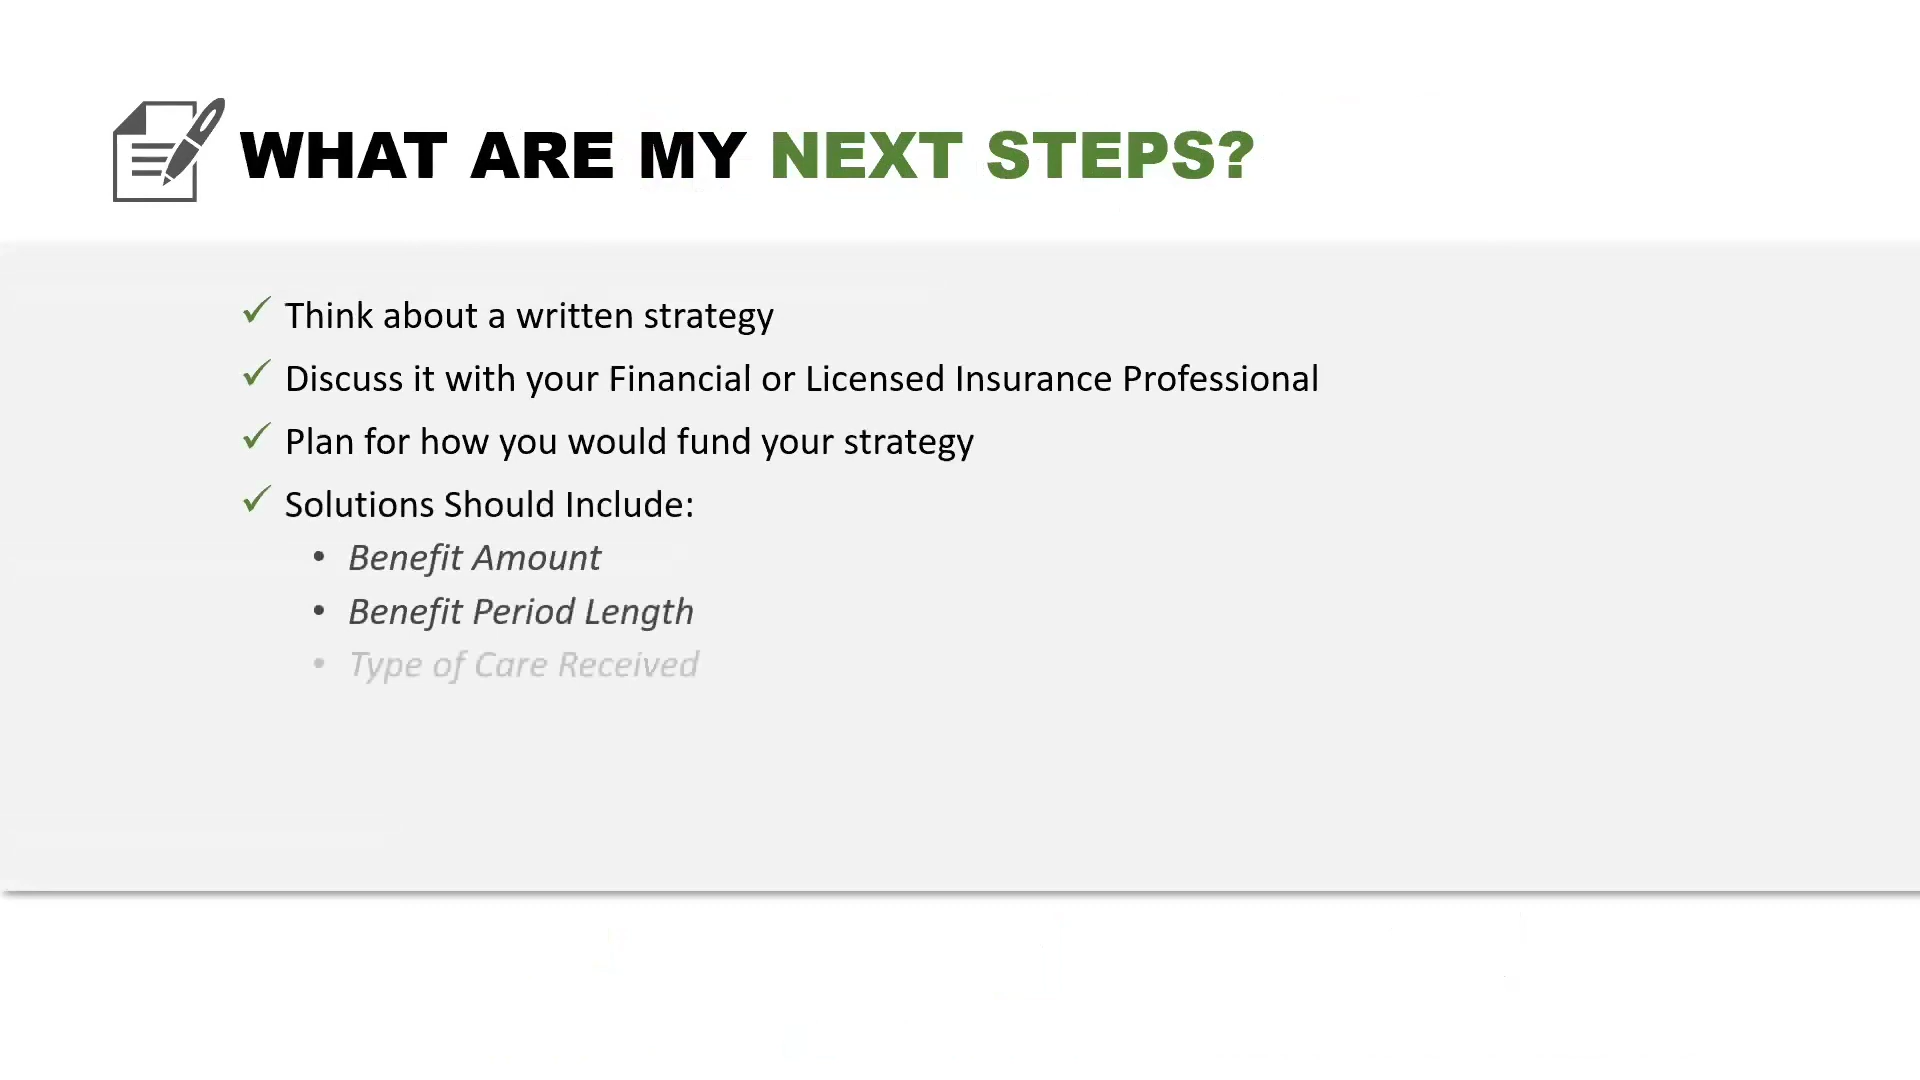 WHAT ARE MY NEXT STEPS?
✓ Think about a written strategy
✓ Discuss it with your Financial or Licensed Insurance Professional
✓ Plan for how you would fund your strategy
✓ Solutions Should Include:
• Benefit Amount
• Benefit Period Length
• Type of Care Received